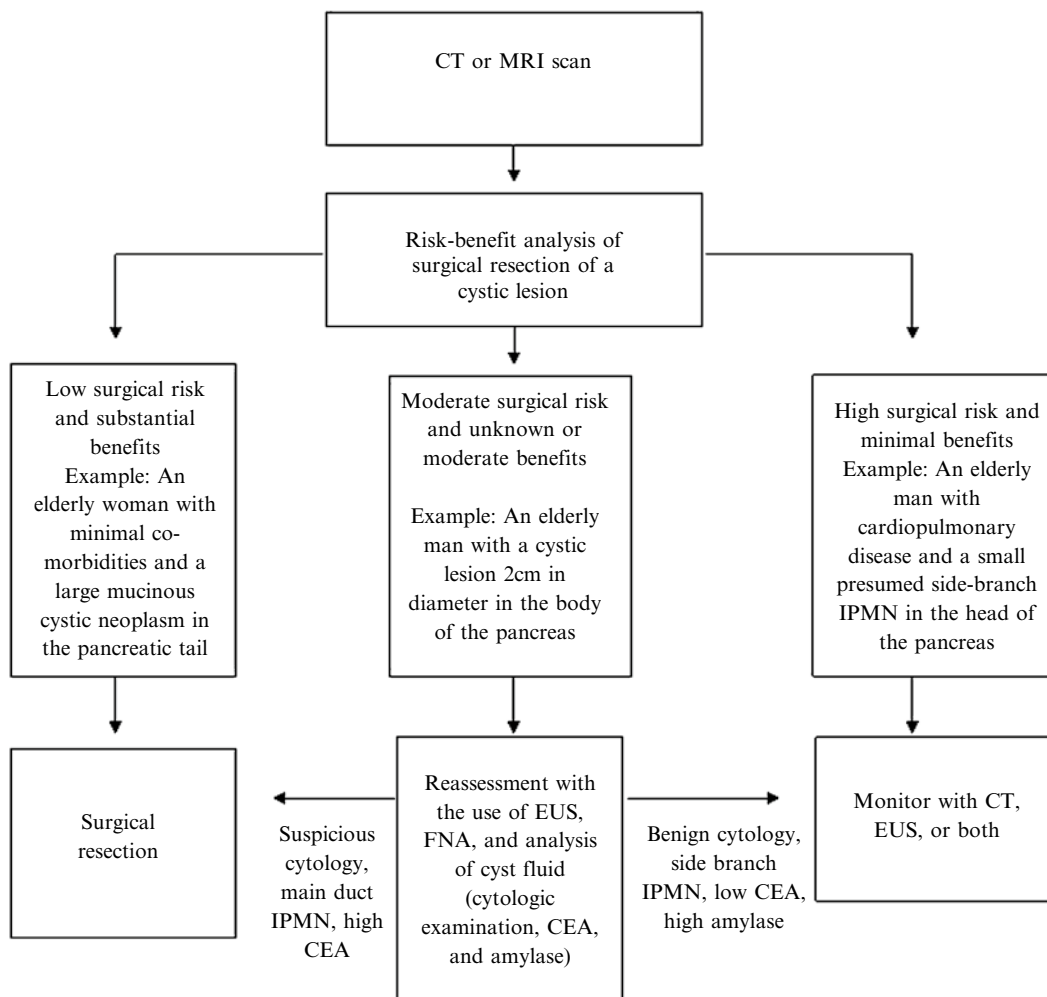 CT or MRI scan
Risk-benefit analysis of
surgical resection of a
cystic lesion
Low surgical risk
and substantial
benefits
Example: An
elderly woman with
minimal co-
morbidities and a
large mucinous
cystic neoplasm in
the pancreatic tail
Moderate surgical risk
and unknown or
moderate benefits
Example: An elderly
man with a cystic
lesion 2cm in
diameter in the body
of the pancreas
High surgical risk and
minimal benefits
Example: An elderly
man with
cardiopulmonary
disease and a small
presumed side-branch
IPMN in the head of
the pancreas
Surgical
resection
Suspicious
cytology,
main duct
IPMN, high
CEA
Reassessment with
the use of EUS,
FNA, and analysis
of cyst fluid
(cytologic
examination, CEA,
and amylase)
Benign cytology,
side branch
IPMN, low CEA,
high amylase
Monitor with CT,
EUS, or both